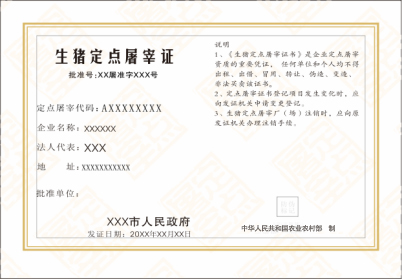 生猪定点屠宰证
批准号:XX屠准字XXX号
定点屠宰代码:AXXXXXXXX
企业名称:XXXXXX
法人代表:XXX
地 址:XXXXXXXXXXX
批准单位:
XXX市人民政府
发证日期:20XX年XX月XX日
说明
1、《生猪定点屠宰证书》是企业定点屠宰
资质的重要凭证, 任何单位和个人均不得
出租、出借、冒用、转让、伪造、变造、
非法买卖该证书。
2、定点屠宰证书登记项目发生变化时,应
向发证机关申请变更登记。
3、生猪定点屠宰厂(场)注销时,应向原
发证机关办理注销手续。
中华人民共和国农业农村部 制